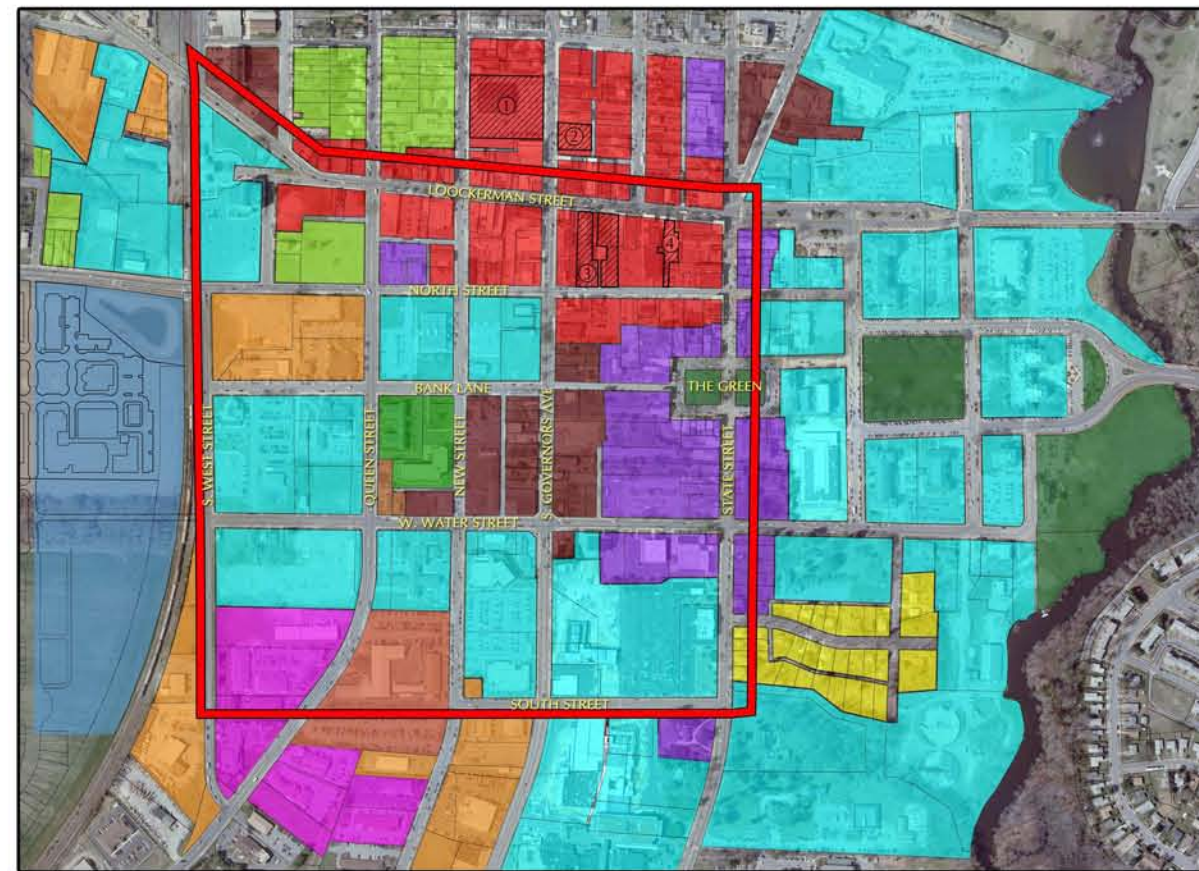 ①
②
LOOCKERMAN STREET
③
④
NORTH STREET
BANK LANE
THE GREEN
S. WEST STREET
QUEEN STREET
NEW STREET
S. GOVERNORS AVE
STATE STREET
W. WATER STREET
SOUTH STREET